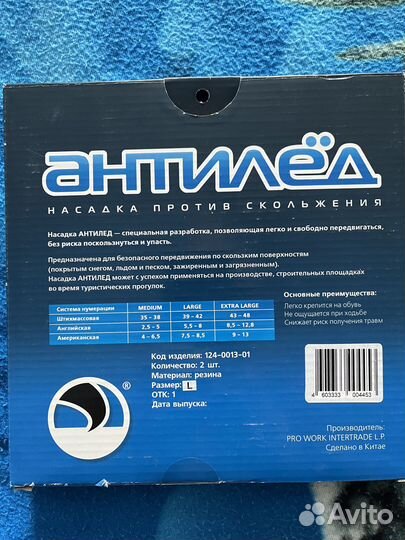 АНТИЛЁД
НАСАДКА ПРОТИВ СКОЛЬЖЕНИЯ
Насадка АНТИЛЕД — специальная разработка, позволяющая легко и свободно передвигаться,
без риска поскользнуться и упасть.
Предназначена для безопасного передвижения по скользким поверхностям
(покрытым снегом, льдом и песком, зажиренным и загрязненным).
Насадка АНТИЛЕД может с успехом применяться на производстве, строительных площадках
во время туристических прогулок.
Система нумерации MEDIUM LARGE EXTRA LARGE
Штихмассовая 35 - 38 39 - 42 43 - 48
Английская 2,5 - 5 5,5 - 8 8,5 - 12,8
Американская 4 - 6,5 7,5 - 8,5 9 - 13
Основные преимущества:
Легко крепится на обувь
Не ощущается при ходьбе
Снижает риск получения травм
Код изделия: 124-0013-01
Количество: 2 шт.
Материал: резина
Размер: L
ОТК: 1
Дата выпуска:
®
4 603333 004453
Производитель:
PRO WORK INTERTRADE L.P.
Сделано в Китае
Avito